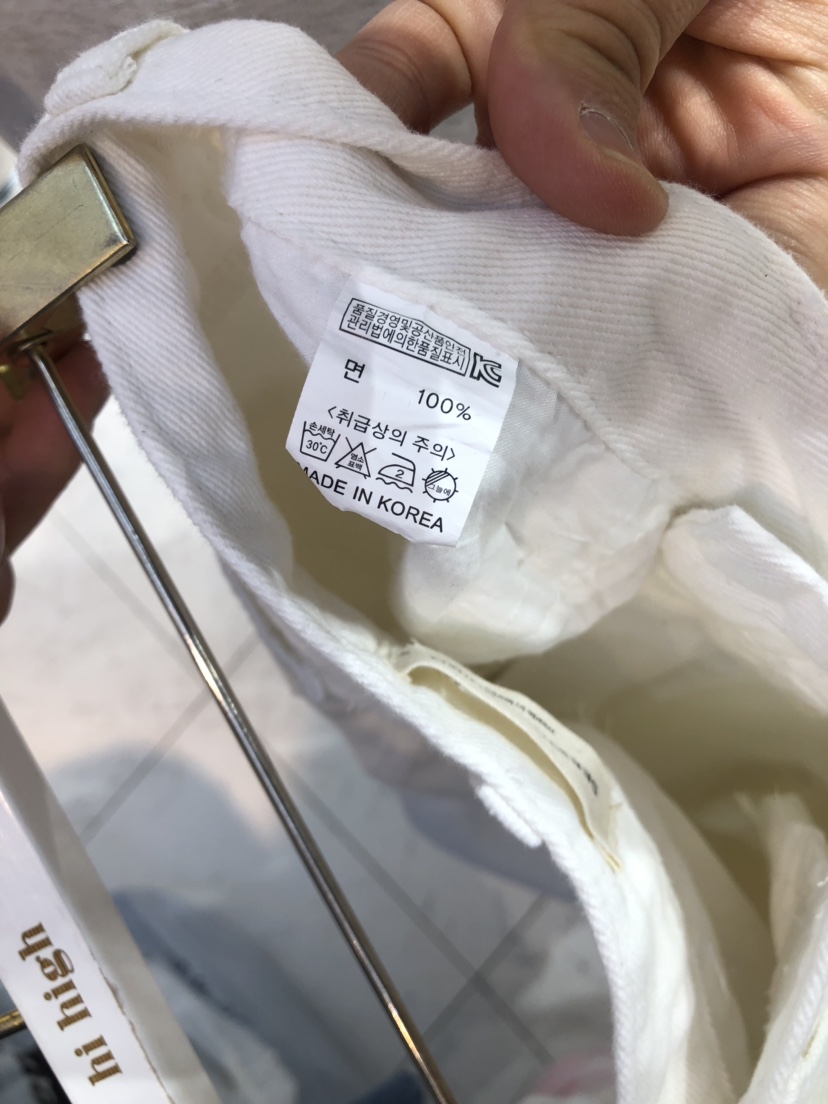 품질경영및공산품안전
관리법에의한품질표시
면
100%
<취급상의 주의>
손세탁
30℃
염소
표백
2
MADE IN KOREA
hi high